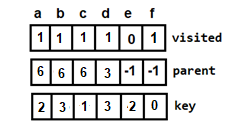 a b c d e f
1 1 1 1 0 1 visited
6 6 6 3 -1 -1 parent
2 3 1 3 -2 0 key